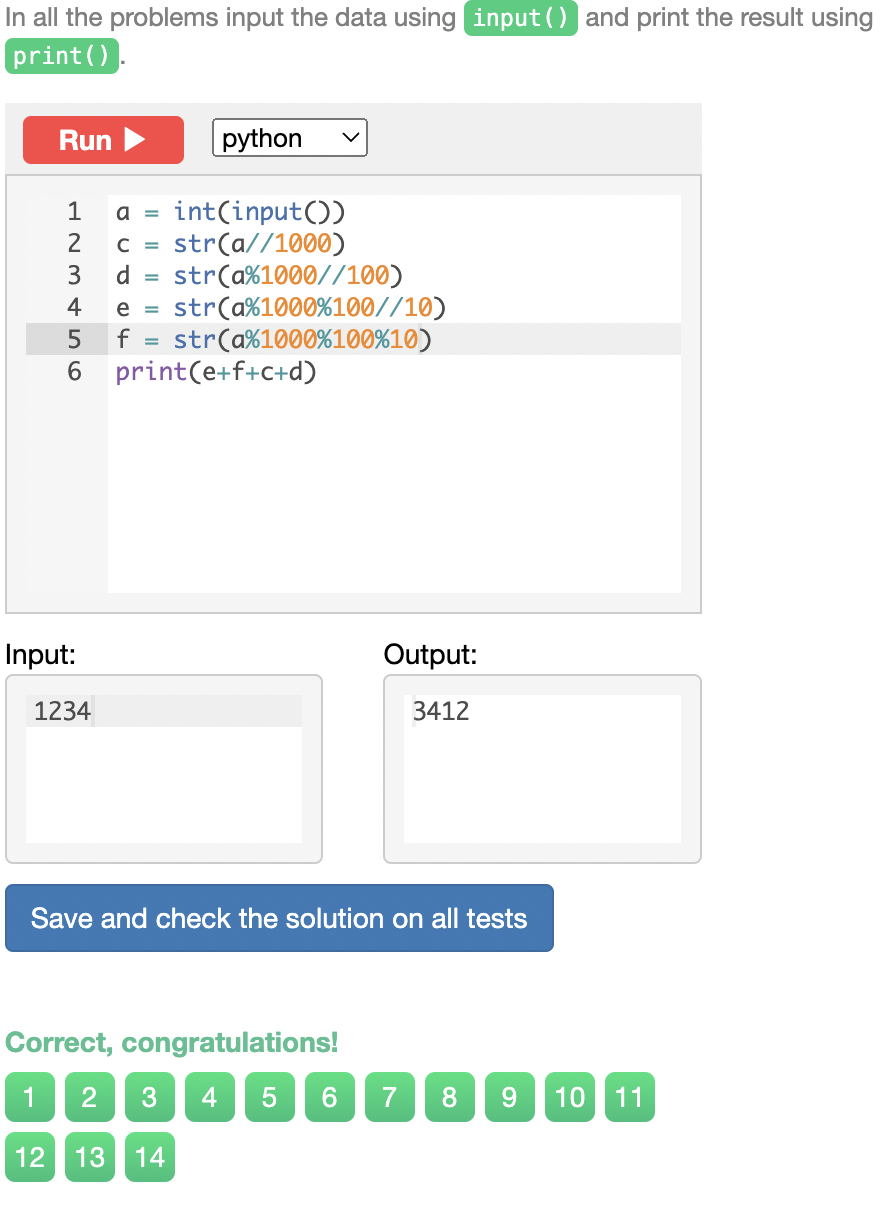 In all the problems input the data using input() and print the result using
print().
Run
python
1 a = int(input())
2 c = str(a//1000)
3 d = str(a%1000//100)
4 e = str(a%1000%100//10)
5 f = str(a%1000%100%10)
6 print(e+f+c+d)
Input: Output:
1234 3412
Save and check the solution on all tests
Correct, congratulations!
1 2 3 4 5 6 7 8 9 10 11
12 13 14